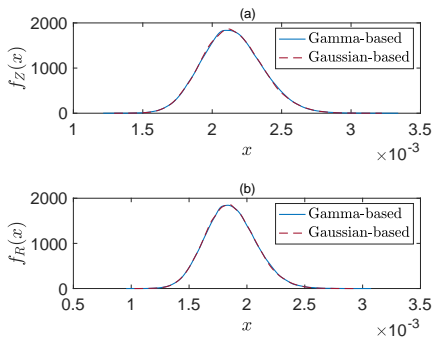 (a)
2000
1000
0
f_Z(x)
Gamma-based
Gaussian-based
1 1.5 2 2.5 3 3.5
x
×10^-3
(b)
2000
1000
0
f_R(x)
Gamma-based
Gaussian-based
0.5 1 1.5 2 2.5 3 3.5
x
×10^-3